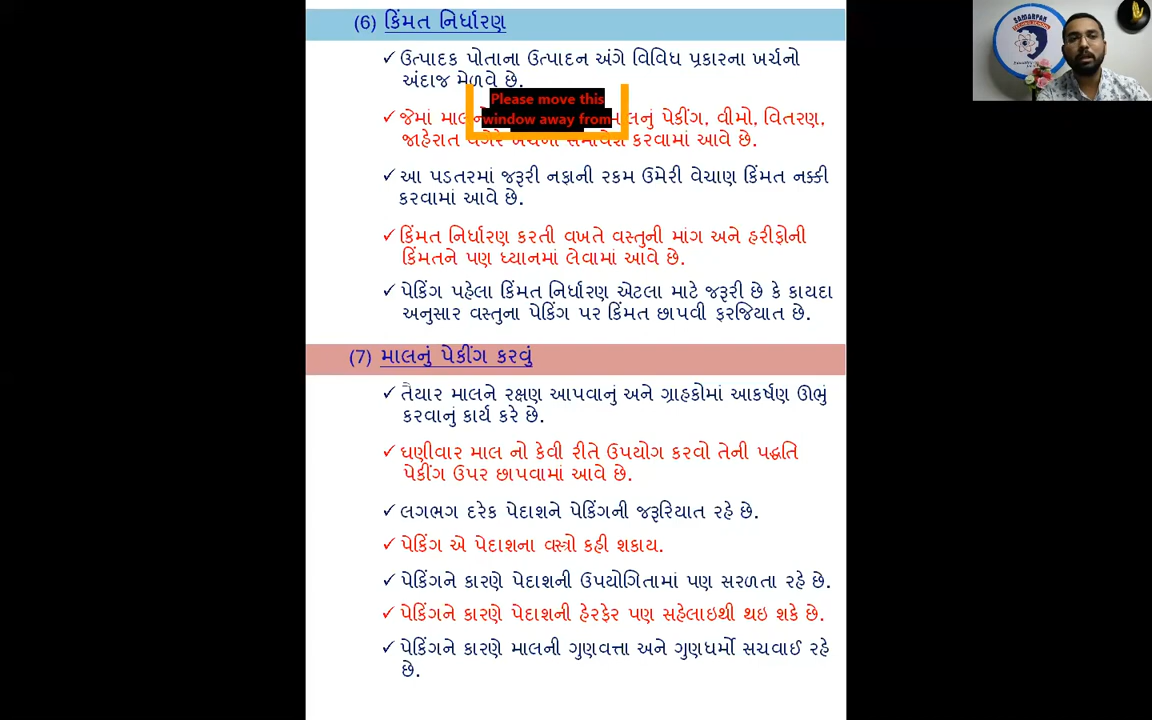 (6) કિંમત નિર્ધારણ
✓ ઉત્પાદક પોતાના ઉત્પાદન અંગે વિવિધ પ્રકારના ખર્ચનો
અંદાજ મેળવે છે.
Please move this
window away from
✓ જેમાં પેકીંગ, વીમો, વિતરણ,
જાહેરાત કરવામાં આવે છે.
✓ આ પડતરમાં જરૂરી નફાની રકમ ઉમેરી વેચાણ કિંમત નક્કી
કરવામાં આવે છે.
✓ કિંમત નિર્ધારણ કરતી વખતે વસ્તુની માંગ અને હરીફોની
કિંમતને પણ ધ્યાનમાં લેવામાં આવે છે.
✓ પેકિંગ પહેલા કિંમત નિર્ધારણ એટલા માટે જરૂરી છે કે કાયદા
અનુસાર વસ્તુના પેકિંગ પર કિંમત છાપવી ફરજિયાત છે.
(7) માલનું પેકીંગ કરવું
✓ તૈયાર માલને રક્ષણ આપવાનું અને ગ્રાહકોમાં આકર્ષણ ઊભું
કરવાનું કાર્ય કરે છે.
✓ ઘણીવાર માલ નો કેવી રીતે ઉપયોગ કરવો તેની પદ્ધતિ
પેકીંગ ઉપર છાપવામાં આવે છે.
✓ લગભગ દરેક પેદાશને પેકિંગની જરૂરિયાત રહે છે.
✓ પેકિંગ એ પેદાશના વસ્ત્રો કહી શકાય.
✓ પેકિંગને કારણે પેદાશની ઉપયોગિતામાં પણ સરળતા રહે છે.
✓ પેકિંગને કારણે પેદાશની હેરફેર પણ સહેલાઇથી થઇ શકે છે.
✓ પેકિંગને કારણે માલની ગુણવત્તા અને ગુણધર્મો સચવાઈ રહે
છે.